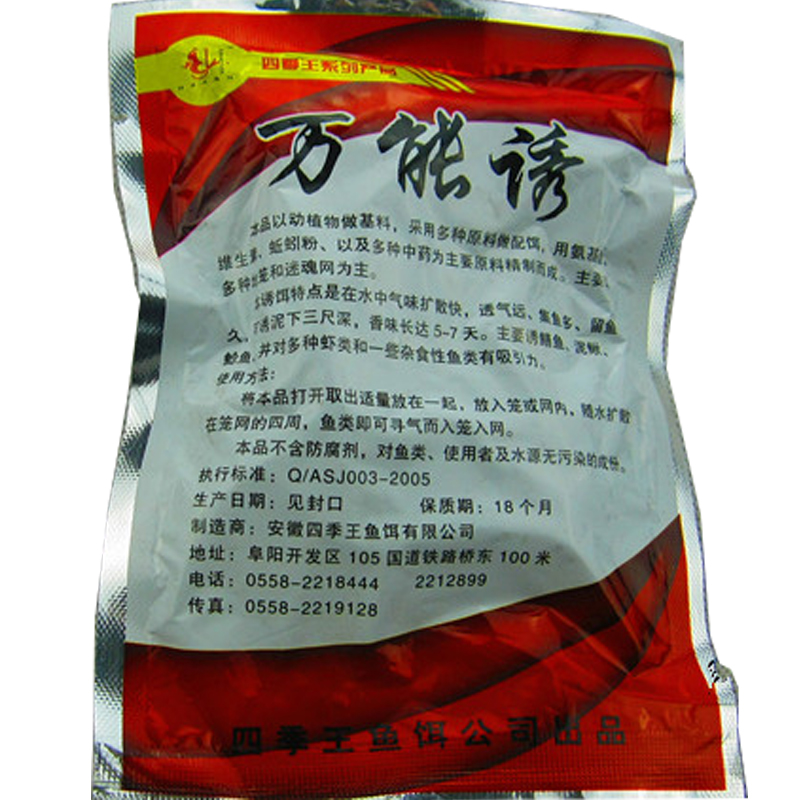 四季王系列产品
万能诱
本品以动植物做基料，采用多种原料做配饵，用氨基
维生素、蚯蚓粉、以及多种中药为主要原料精制而成。主要
多种 笼和迷魂网为主。
诱饵特点是在水中气味扩散快，透气远、集鱼多、留鱼
久， 诱泥下三尺深，香味长达5-7天。主要诱鳝鱼、泥鳅、
鲶鱼,并对多种虾类和一些杂食性鱼类有吸引力。
使用方法：
将本品打开取出适量放在一起，放入笼或网内，随水扩散
在笼网的四周，鱼类即可寻气而入笼入网。
本品不含防腐剂，对鱼类、使用者及水源无污染的成份。
执行标准：Q/ASJ003-2005
生产日期：见封口 保质期：18个月
制造商：安徽四季王鱼饵有限公司
地址：阜阳开发区105国道铁路桥东100米
电话：0558-2218444 2212899
传真：0558-2219128
四季王鱼饵公司出品